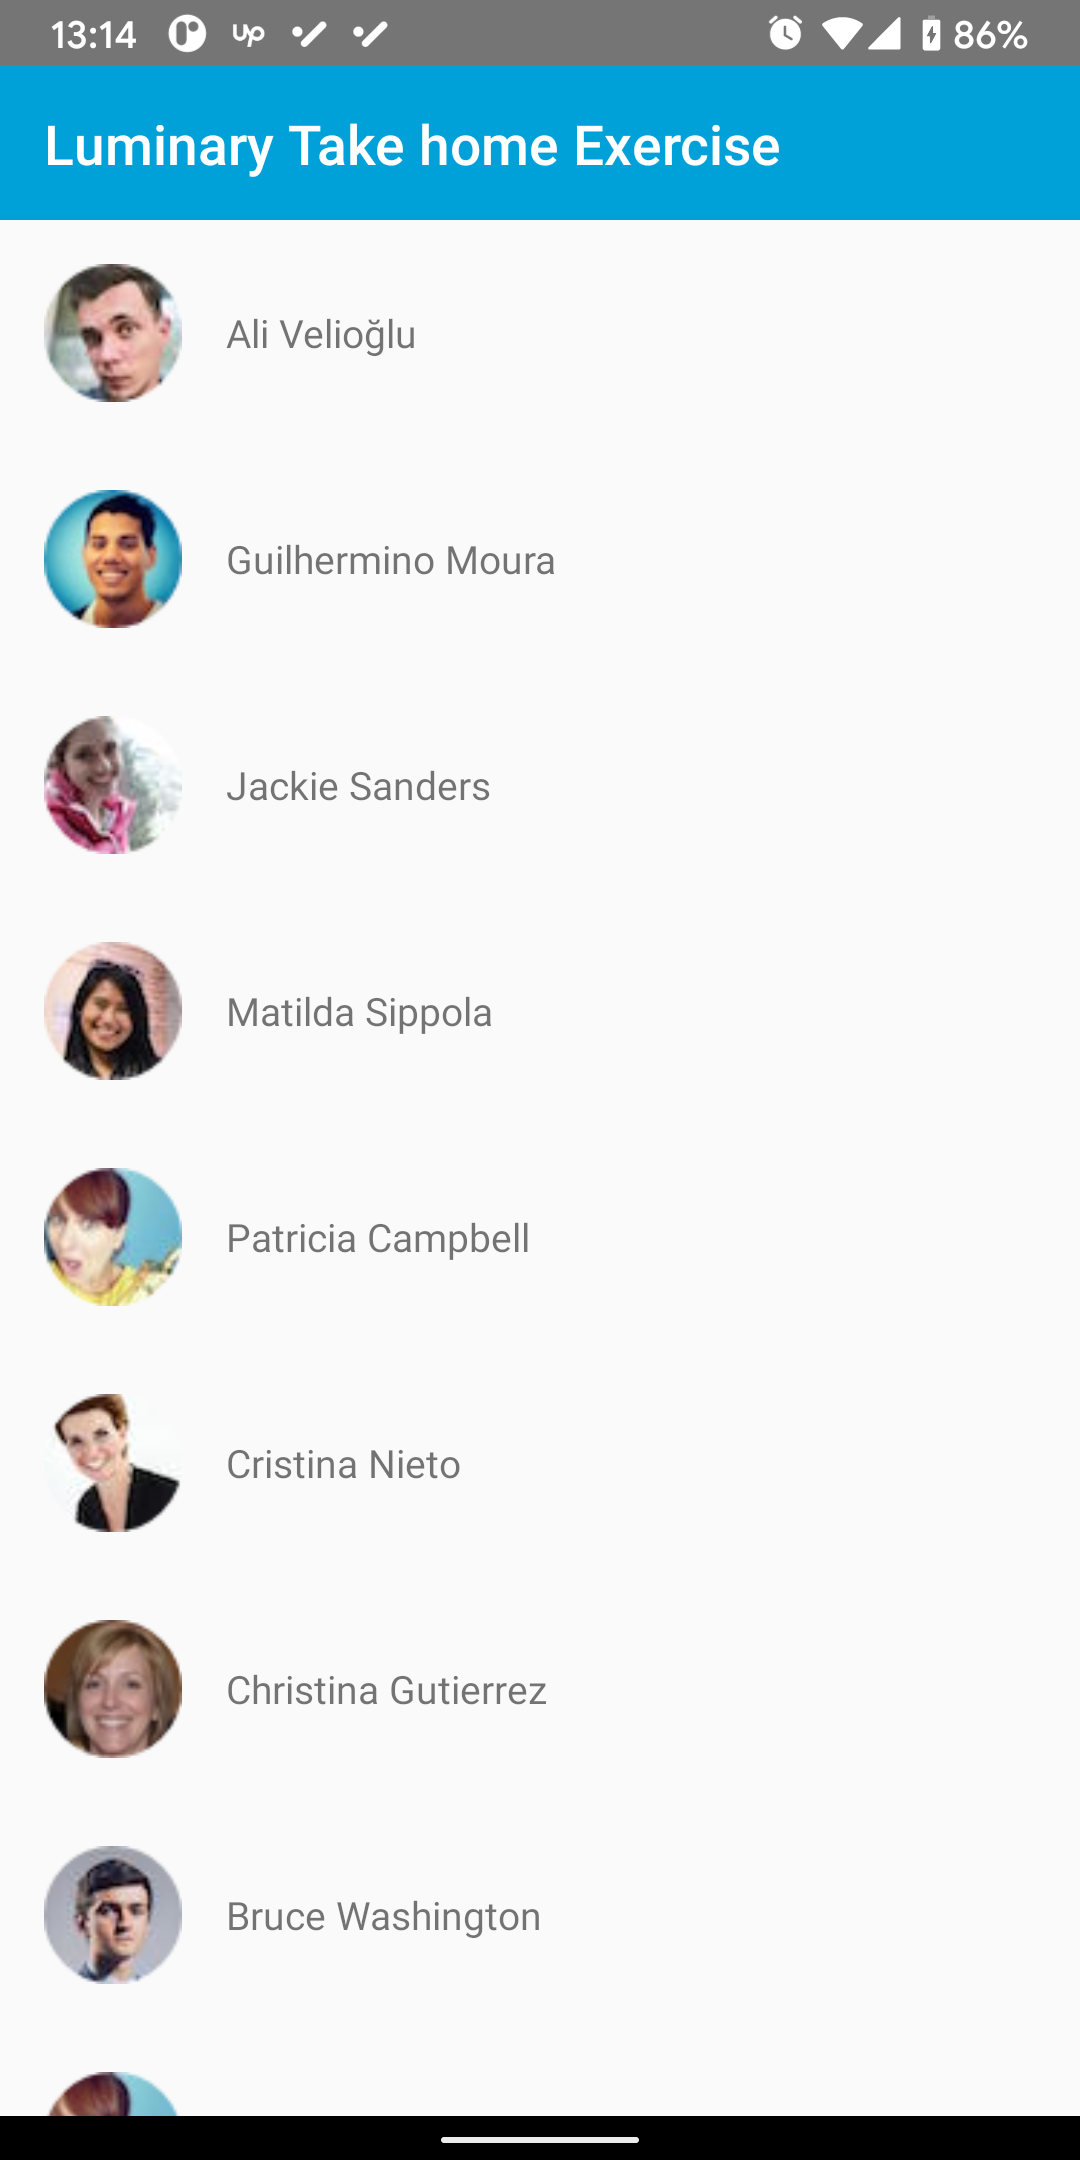 13:14 up 86%
Luminary Take home Exercise
Ali Velioğlu
Guilhermino Moura
Jackie Sanders
Matilda Sippola
Patricia Campbell
Cristina Nieto
Christina Gutierrez
Bruce Washington